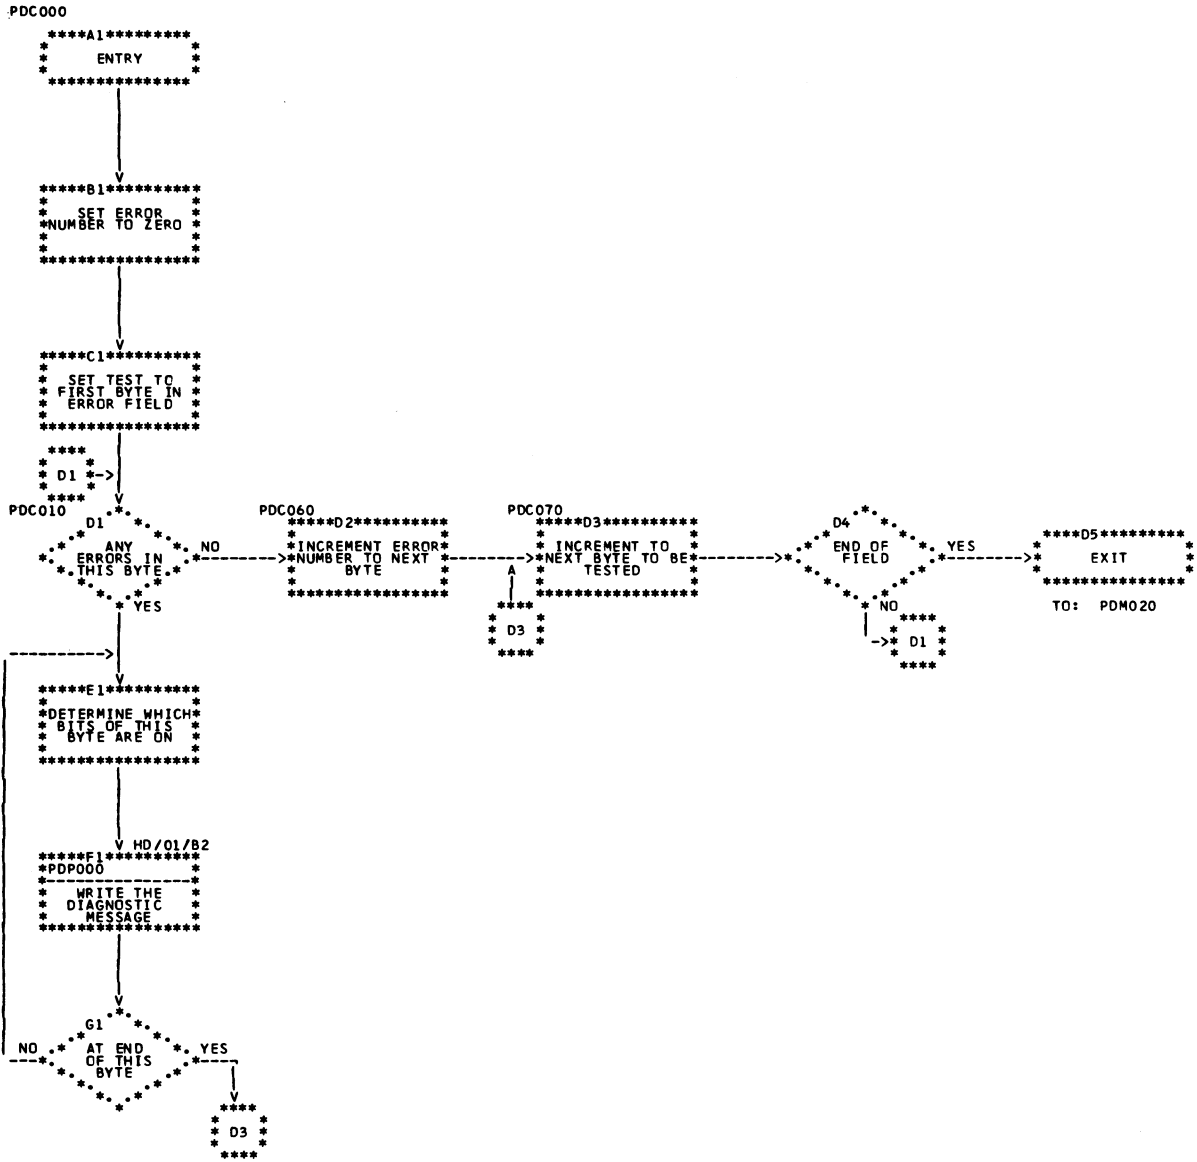 PDC000
****A1*********
ENTRY
*****B1**********
SET ERROR
NUMBER TO ZERO
*****C1**********
SET TEST TO
FIRST BYTE IN
ERROR FIELD
D1
PDC010
D1
ANY
ERRORS IN
THIS BYTE
NO
YES
PDC060
*****D2**********
INCREMENT ERROR
NUMBER TO NEXT
BYTE
PDC070
*****D3**********
INCREMENT TO
NEXT BYTE TO BE
TESTED
D3
D4
END OF
FIELD
YES
NO
D1
****D5*********
EXIT
TO: PDM020
*****E1**********
DETERMINE WHICH
BITS OF THIS
BYTE ARE ON
HD/01/B2
*****F1**********
PDP000
WRITE THE
DIAGNOSTIC
MESSAGE
G1
AT END
OF THIS
BYTE
NO
YES
D3